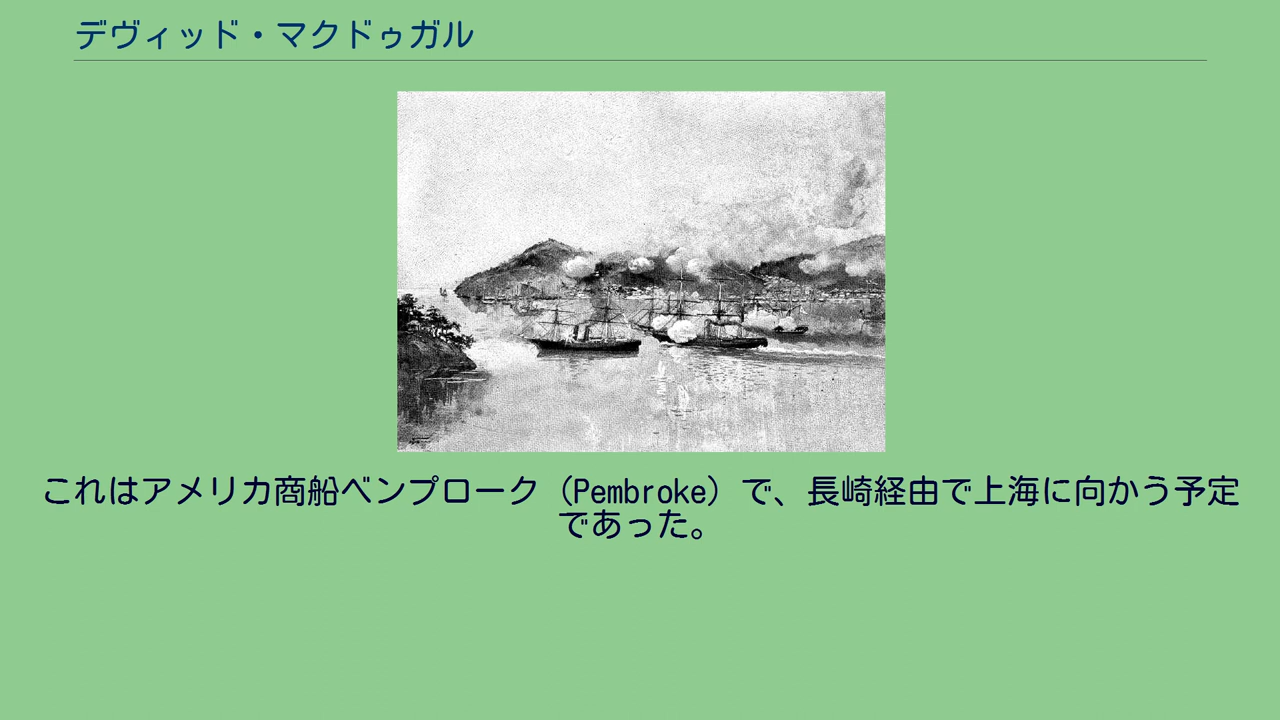 デヴィッド・マクドゥガル
これはアメリカ商船ベンプローク（Pembroke）で、長崎経由で上海に向かう予定
であった。